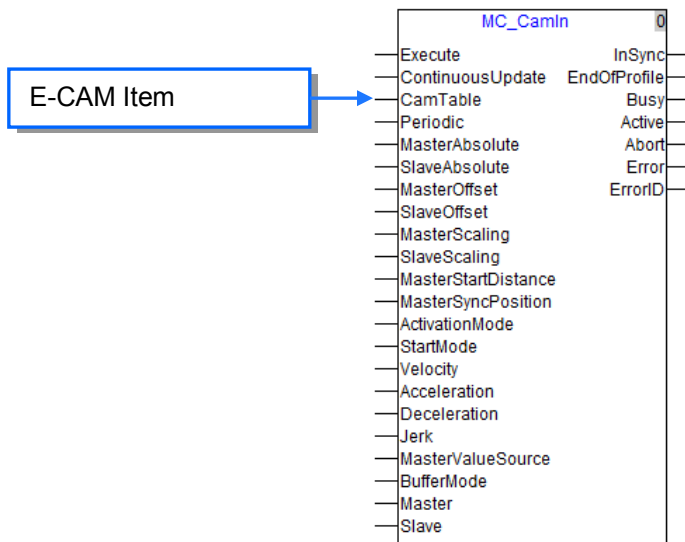 MC_CamIn 0
E-CAM Item
Execute InSync
ContinuousUpdate EndOfProfile
CamTable Busy
Periodic Active
MasterAbsolute Abort
SlaveAbsolute Error
MasterOffset ErrorID
SlaveOffset
MasterScaling
SlaveScaling
MasterStartDistance
MasterSyncPosition
ActivationMode
StartMode
Velocity
Acceleration
Deceleration
Jerk
MasterValueSource
BufferMode
Master
Slave